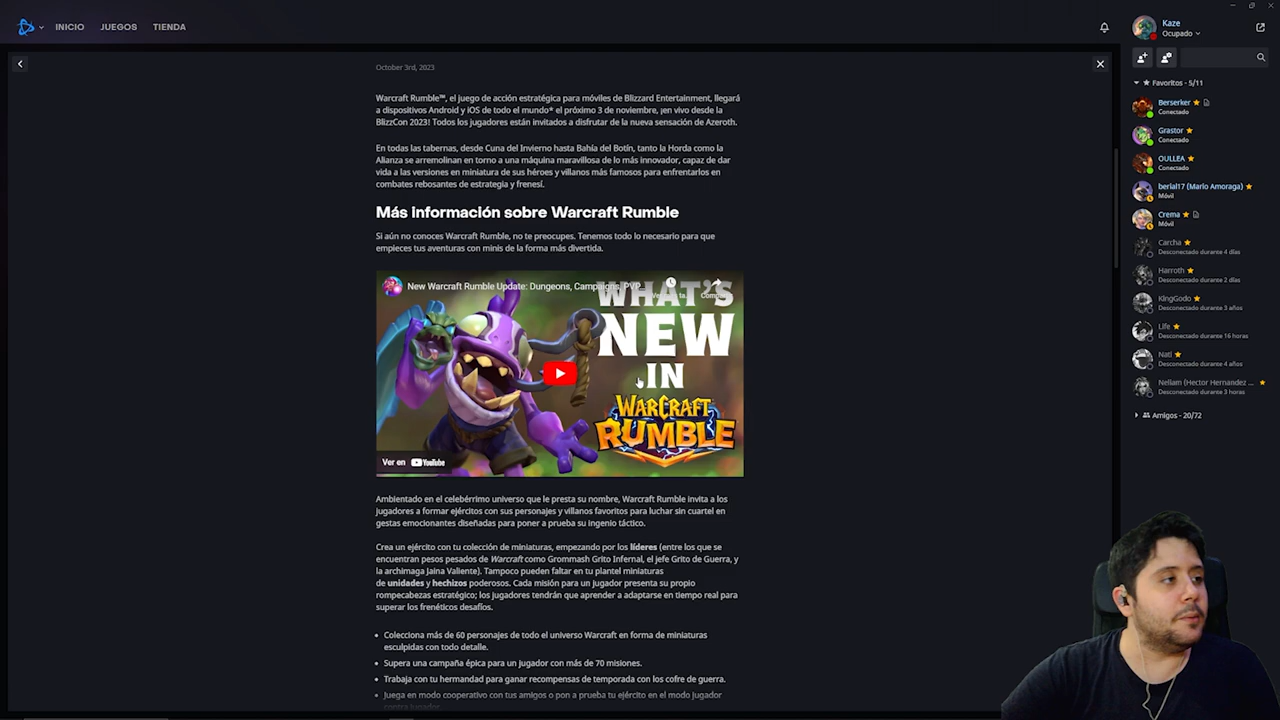 INICIO
JUEGOS
TIENDA
Kaze
Ocupado
October 3rd, 2023
Warcraft Rumble™, el juego de acción estratégica para móviles de Blizzard Entertainment, llegará
a dispositivos Android y iOS de todo el mundo* el próximo 3 de noviembre, ¡en vivo desde la
BlizzCon 2023! Todos los jugadores están invitados a disfrutar de la nueva sensación de Azeroth.
En todas las tabernas, desde Cuna del Invierno hasta Bahía del Botín, tanto la Horda como la
Alianza se arremolinan en torno a una máquina maravillosa de lo más innovador, capaz de dar
vida a las versiones en miniatura de sus héroes y villanos más famosos para enfrentarlos en
combates rebosantes de estrategia y frenesí.
Más información sobre Warcraft Rumble
Si aún no conoces Warcraft Rumble, no te preocupes. Tenemos todo lo necesario para que
empieces tus aventuras con minis de la forma más divertida.
New Warcraft Rumble Update: Dungeons, Campaigns, PVP
WHAT'S
NEW
IN
WARCRAFT
RUMBLE
Ver en YouTube
Ambientado en el celebérrimo universo que le presta su nombre, Warcraft Rumble invita a los
jugadores a formar ejércitos con sus personajes y villanos favoritos para luchar sin cuartel en
gestas emocionantes diseñadas para poner a prueba su ingenio táctico.
Crea un ejército con tu colección de miniaturas, empezando por los líderes (entre los que se
encuentran pesos pesados de Warcraft como Grommash Grito Infernal, el jefe Grito de Guerra, y
la archimaga Jaina Valiente). Tampoco pueden faltar en tu plantel miniaturas
de unidades y hechizos poderosos. Cada misión para un jugador presenta su propio
rompecabezas estratégico; los jugadores tendrán que aprender a adaptarse en tiempo real para
superar los frenéticos desafíos.
• Colecciona más de 60 personajes de todo el universo Warcraft en forma de miniaturas
esculpidas con todo detalle.
• Supera una campaña épica para un jugador con más de 70 misiones.
• Trabaja con tu hermandad para ganar recompensas de temporada con los cofre de guerra.
• Juega en modo cooperativo con tus amigos o pon a prueba tu ejército en el modo jugador
contra jugador.
Favoritos - 5/11
Berserker
Conectado
Grastor
Conectado
OULLEA
Conectado
berial17 (Mario Amoraga)
Móvil
Crema
Móvil
Carcha
Desconectado durante 4 días
Harroth
Desconectado durante 2 días
KingGodo
Desconectado durante 3 años
Life
Desconectado durante 16 horas
Nati
Desconectado durante 4 años
Neliam (Hector Hernandez ...
Desconectado durante 3 horas
Amigos - 20/72